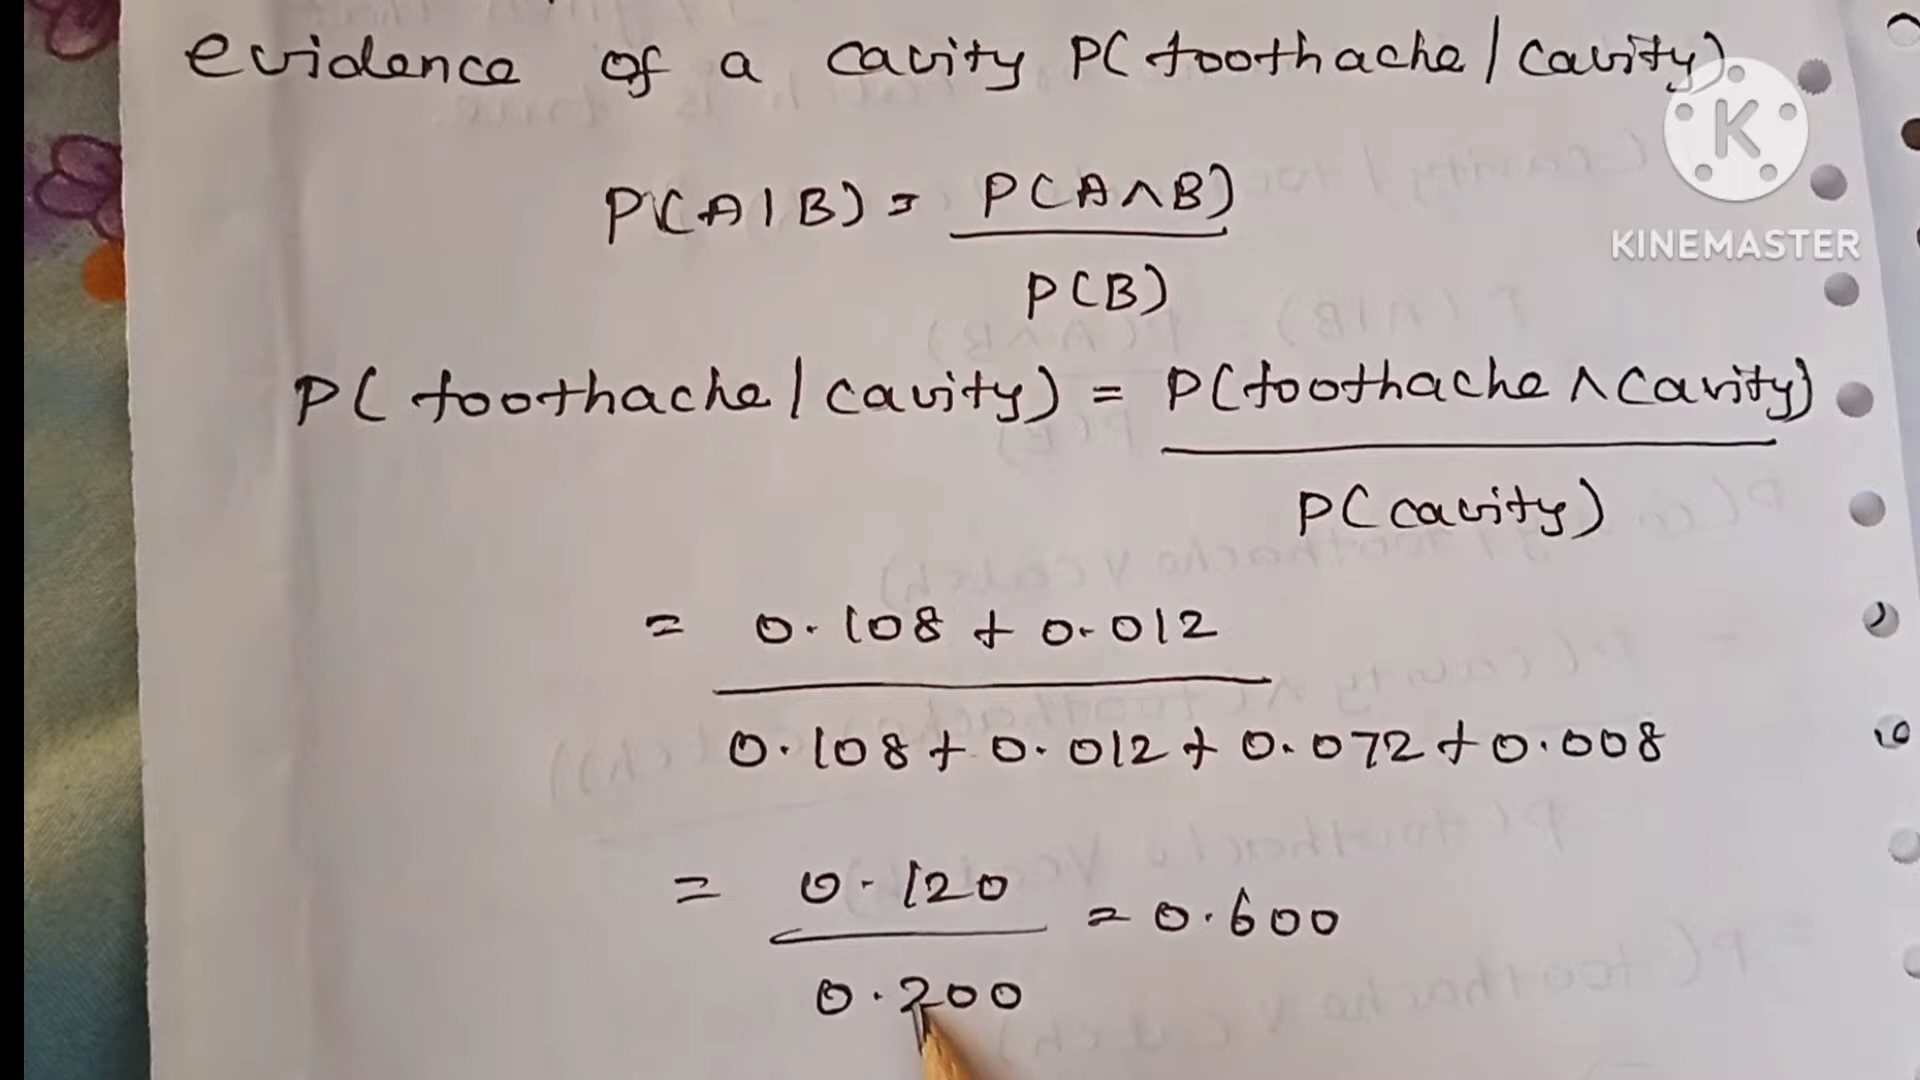 evidence of a cavity P(toothache/cavity)
K
KINEMASTER
P(A|B) = P(A∧B)
P(B)
P(toothache/cavity) = P(toothache ∧ cavity)
P(cavity)
= 0.108 + 0.012
0.108 + 0.012 + 0.072 + 0.008
= 0.120 = 0.600
0.200